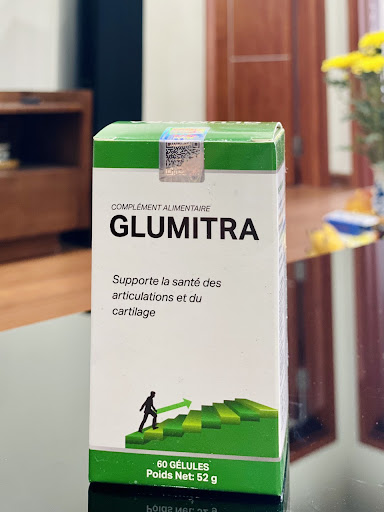 COMPLÉMENT ALIMENTAIRE
GLUMITRA
Supporte la santé des
articulations et du
cartilage
60 GÉLULES
Poids Net: 52 g